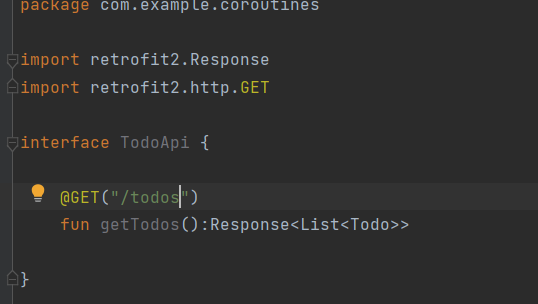 package com.example.coroutines
import retrofit2.Response
import retrofit2.http.GET
interface TodoApi {
@GET("/todos")
fun getTodos():Response<List<Todo>>
}